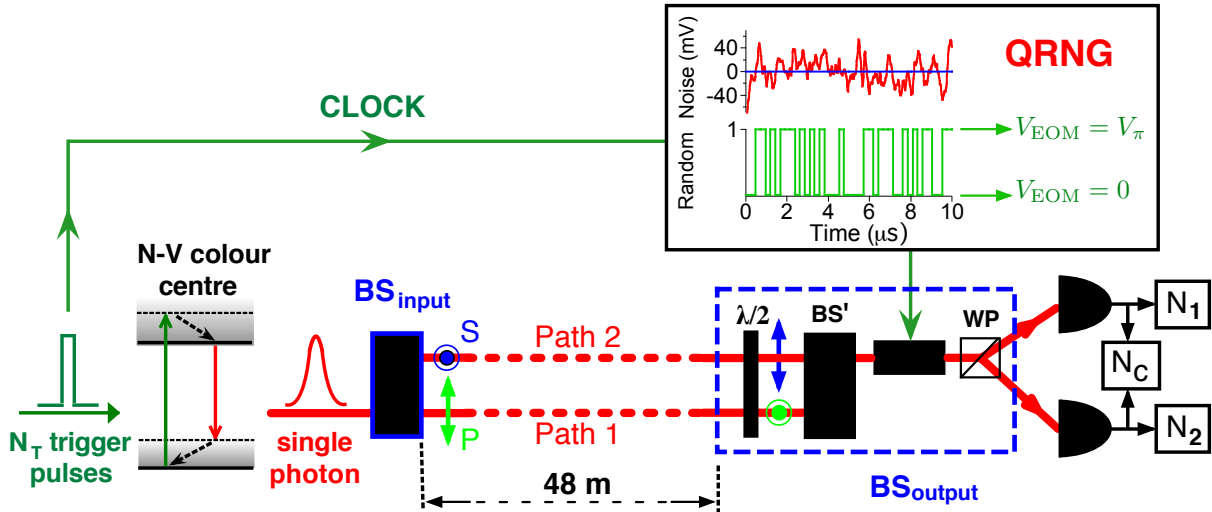 QRNG
Noise (mV)
40
0
-40
Random
1
0
0 2 4 6 8 10
Time (μs)
V_EOM = V_π
V_EOM = 0
CLOCK
N-V colour
centre
N_T trigger
pulses
single
photon
BS_input
S
P
Path 2
Path 1
48 m
λ/2
BS'
WP
BS_output
N_1
N_C
N_2